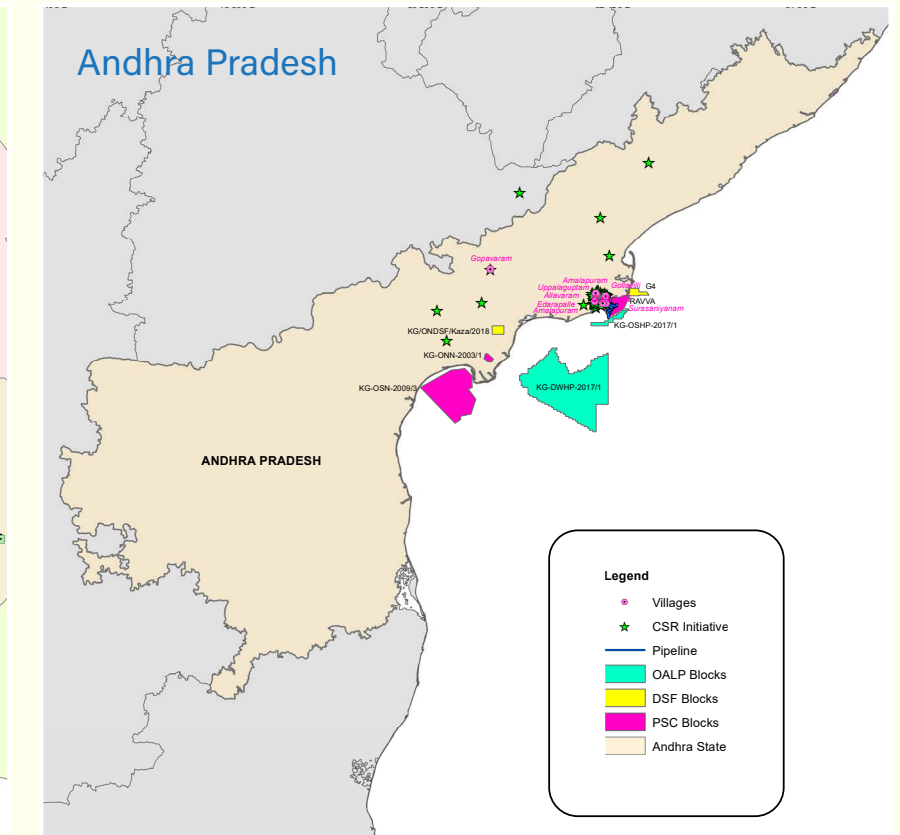 Andhra Pradesh
Gopavaram
Amalapuram
Uppalaguptam
Gollapilli
G4
Allavaram
RAVVA
Edarapalle
Surasaniyanam
Amalapuram
KG-OSHP-2017/1
KG/ONDSF/Kaza/2018
KG-ONN-2003/1
KG-OSN-2009/3
KG-DWHP-2017/1
ANDHRA PRADESH
Legend
Villages
CSR Initiative
Pipeline
OALP Blocks
DSF Blocks
PSC Blocks
Andhra State